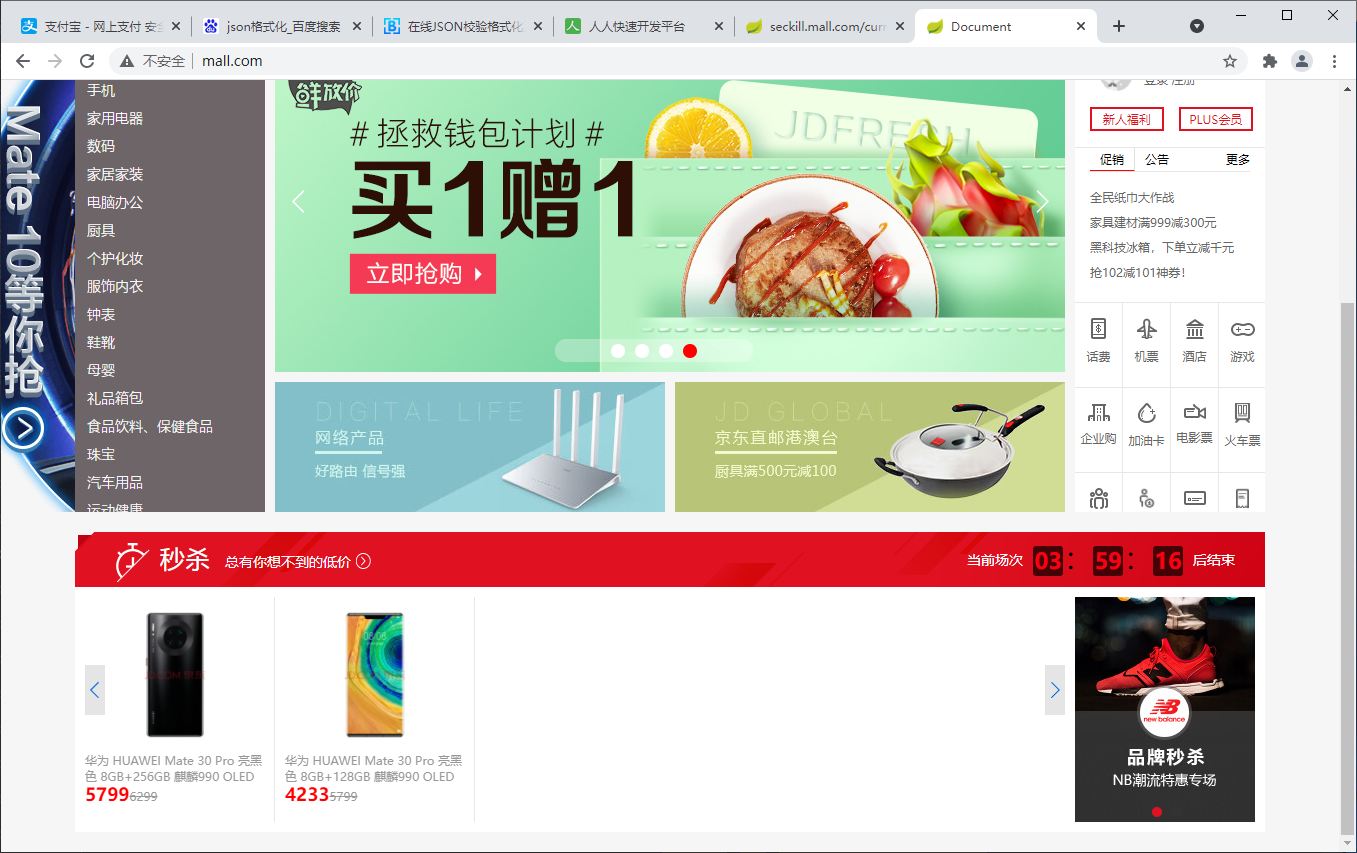 支付宝 - 网上支付 安全
json格式化_百度搜索
在线JSON校验格式化
人人快速开发平台
seckill.mall.com/curr
Document
不安全
mall.com
Mate 10等你抢
手机
家用电器
数码
家居家装
电脑办公
厨具
个护化妆
服饰内衣
钟表
鞋靴
母婴
礼品箱包
食品饮料、保健食品
珠宝
汽车用品
运动健康
鲜放价
# 拯救钱包计划 #
买1赠1
立即抢购
JDFRESH
登录 注册
新人福利
PLUS会员
促销
公告
更多
全民纸巾大作战
家具建材满999减300元
黑科技冰箱，下单立减千元
抢102减101神券！
话费
机票
酒店
游戏
企业购
加油卡
电影票
火车票
DIGITAL LIFE
网络产品
好路由 信号强
JD GLOBAL
京东直邮港澳台
厨具满500元减100
秒杀
总有你想不到的低价
当前场次
03 : 59 : 16
后结束
华为 HUAWEI Mate 30 Pro 亮黑
色 8GB+256GB 麒麟990 OLED
5799 6299
华为 HUAWEI Mate 30 Pro 亮黑
色 8GB+128GB 麒麟990 OLED
4233 5799
new balance
品牌秒杀
NB潮流特惠专场